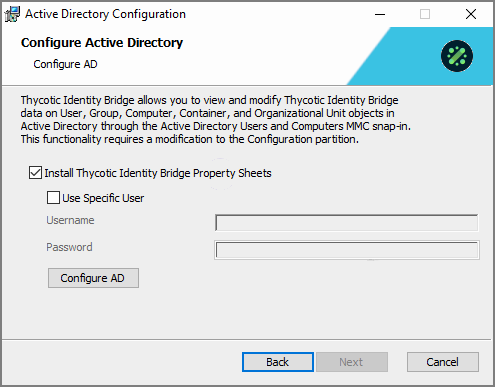 Active Directory Configuration
Configure Active Directory
Configure AD
Thycotic Identity Bridge allows you to view and modify Thycotic Identity Bridge
data on User, Group, Computer, Container, and Organizational Unit objects in
Active Directory through the Active Directory Users and Computers MMC snap-in.
This functionality requires a modification to the Configuration partition.
Install Thycotic Identity Bridge Property Sheets
Use Specific User
Username
Password
Configure AD
Back Next Cancel